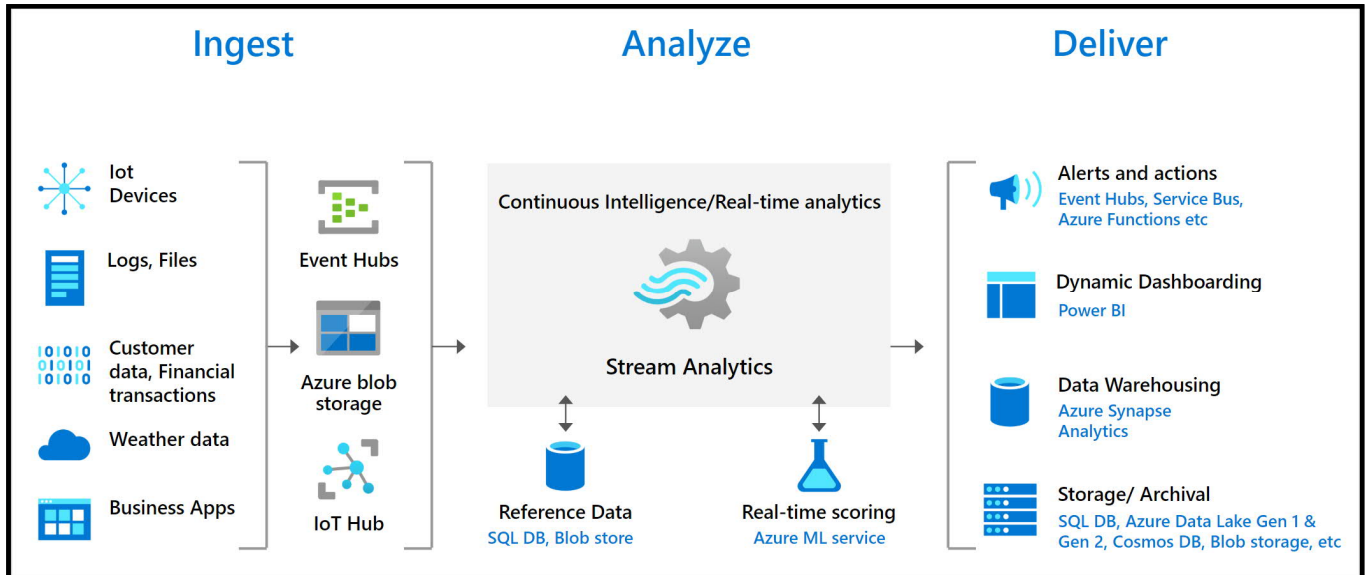 Ingest
Analyze
Deliver
Iot
Devices
Logs, Files
Customer
data, Financial
transactions
Weather data
Business Apps
Event Hubs
Azure blob
storage
IoT Hub
Continuous Intelligence/Real-time analytics
Stream Analytics
Reference Data
SQL DB, Blob store
Real-time scoring
Azure ML service
Alerts and actions
Event Hubs, Service Bus,
Azure Functions etc
Dynamic Dashboarding
Power BI
Data Warehousing
Azure Synapse
Analytics
Storage/ Archival
SQL DB, Azure Data Lake Gen 1 &
Gen 2, Cosmos DB, Blob storage, etc